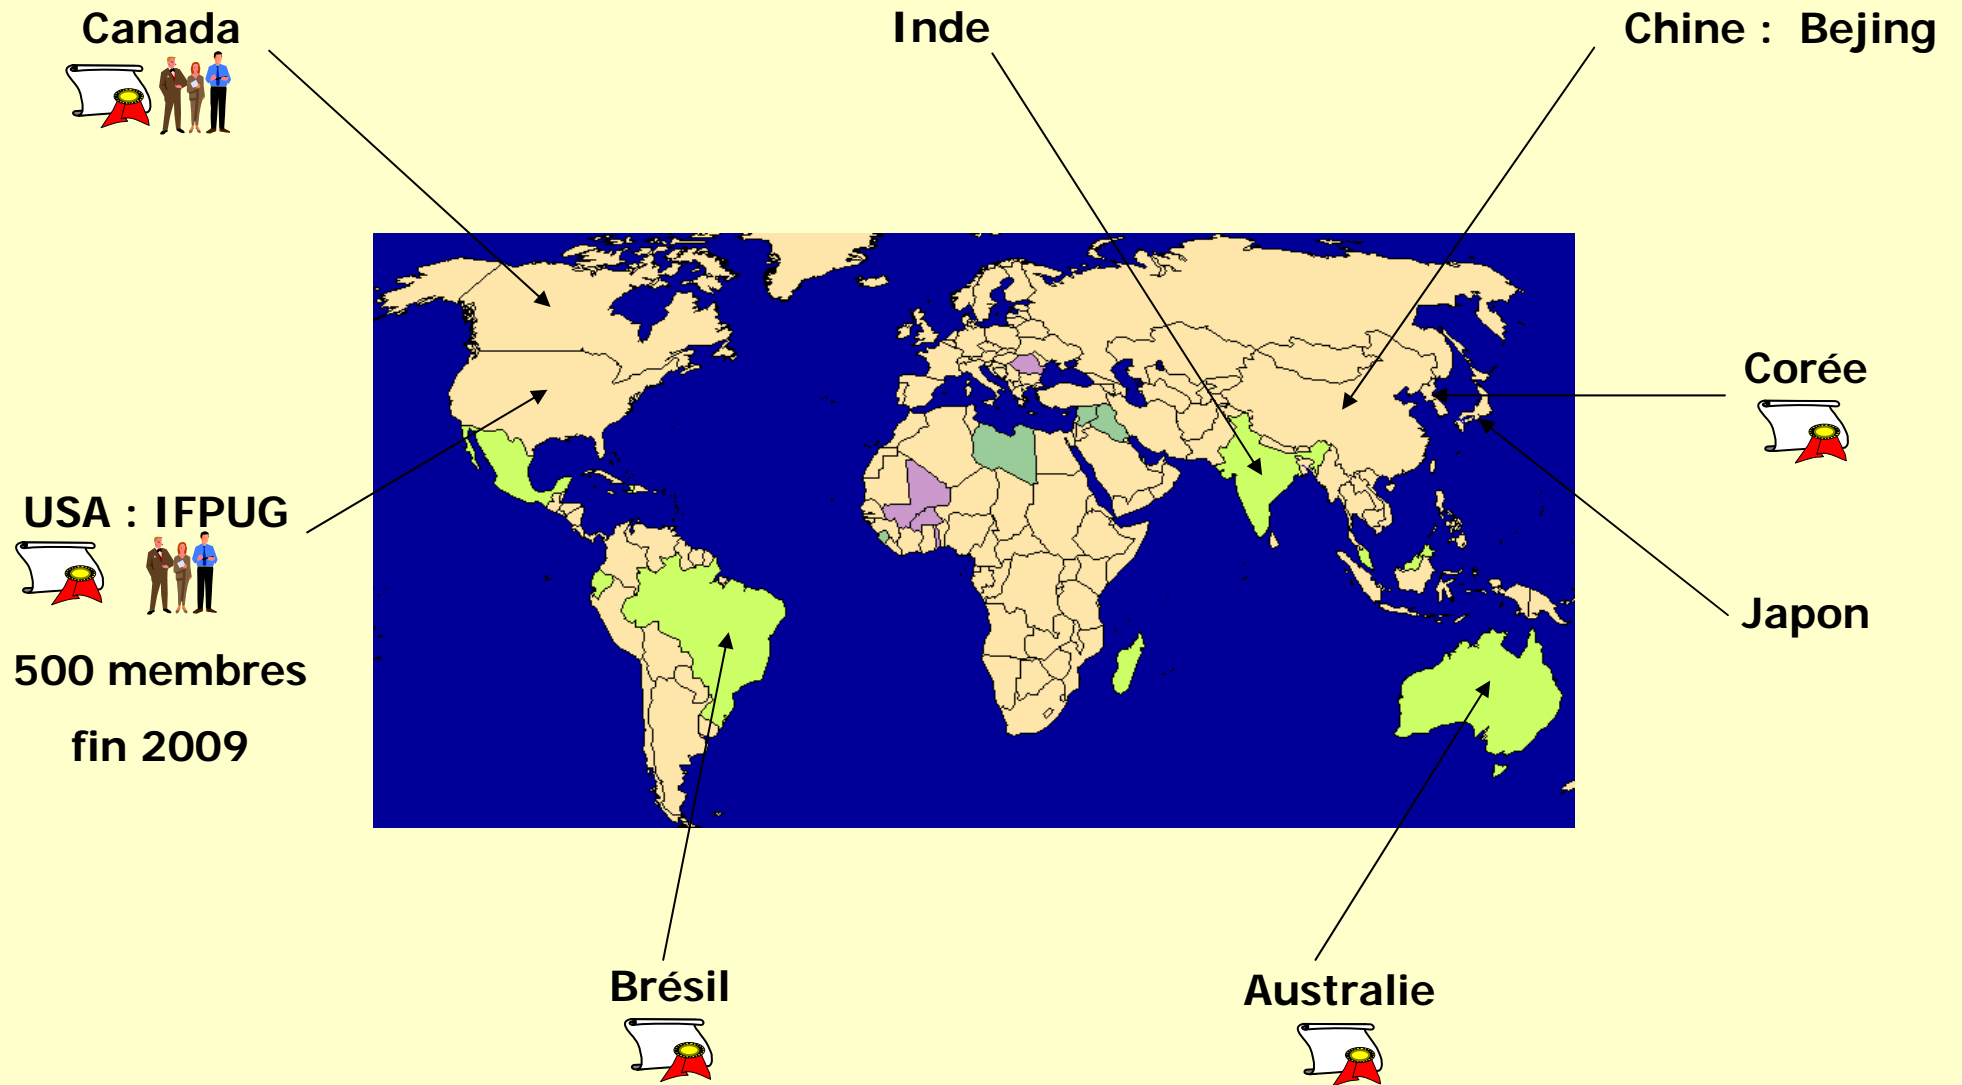 Canada
Inde
Chine : Bejing
Corée
USA : IFPUG
500 membres
fin 2009
Japon
Brésil
Australie